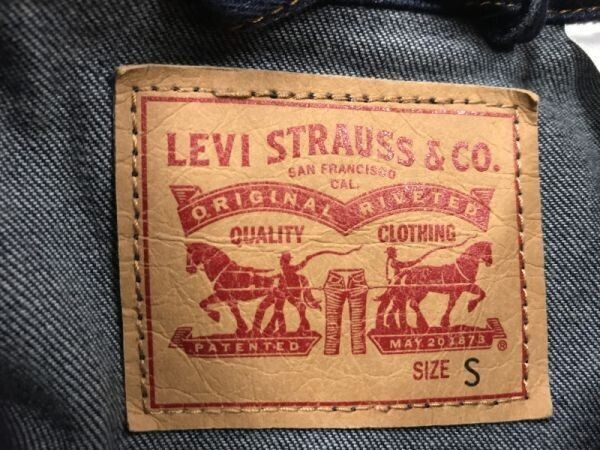 LEVI STRAUSS & CO.
SAN FRANCISCO
CAL.
ORIGINAL RIVETED
QUALITY CLOTHING
PATENTED MAY 20 1873 ®
SIZE S